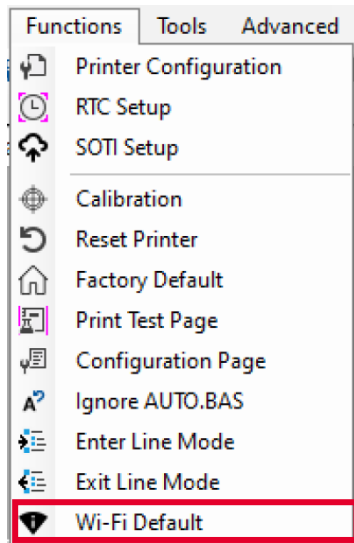 Functions Tools Advanced
Printer Configuration
RTC Setup
SOTI Setup
Calibration
Reset Printer
Factory Default
Print Test Page
Configuration Page
Ignore AUTO.BAS
Enter Line Mode
Exit Line Mode
Wi-Fi Default